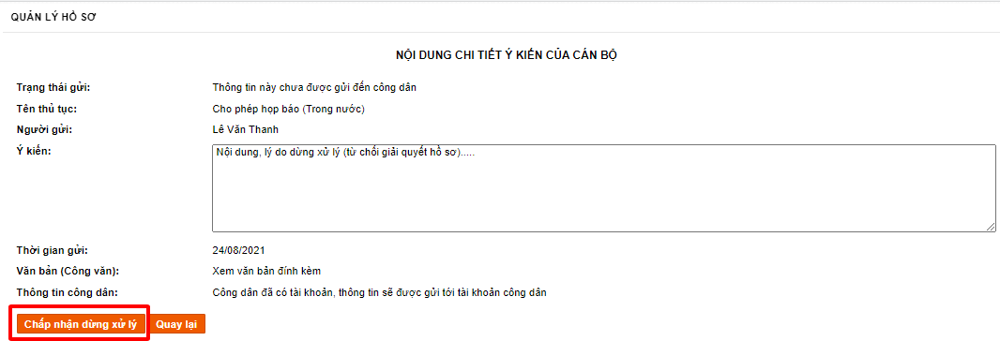 QUẢN LÝ HỒ SƠ
NỘI DUNG CHI TIẾT Ý KIẾN CỦA CÁN BỘ
Trạng thái gửi: Thông tin này chưa được gửi đến công dân
Tên thủ tục: Cho phép họp báo (Trong nước)
Người gửi: Lê Văn Thanh
Ý kiến: Nội dung, lý do dừng xử lý (từ chối giải quyết hồ sơ).....
Thời gian gửi: 24/08/2021
Văn bản (Công văn): Xem văn bản đính kèm
Thông tin công dân: Công dân đã có tài khoản, thông tin sẽ được gửi tới tài khoản công dân
Chấp nhận dừng xử lý Quay lại